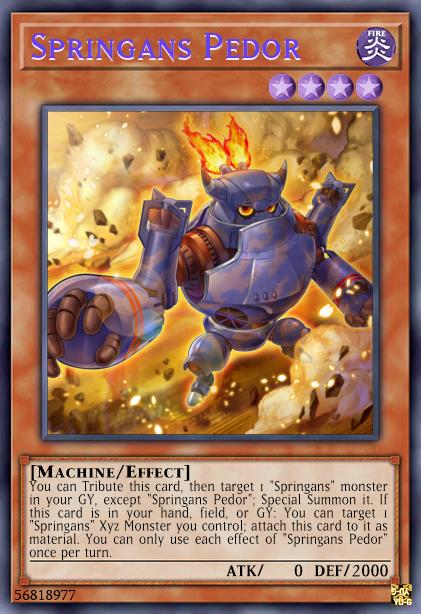 Springans Pedor
FIRE
炎
[Machine/Effect]
You can Tribute this card, then target 1 "Springans" monster
in your GY, except "Springans Pedor"; Special Summon it. If
this card is in your hand, field, or GY: You can target 1
"Springans" Xyz Monster you control; attach this card to it as
material. You can only use each effect of "Springans Pedor"
once per turn.
ATK/ 0 DEF/2000
56818977